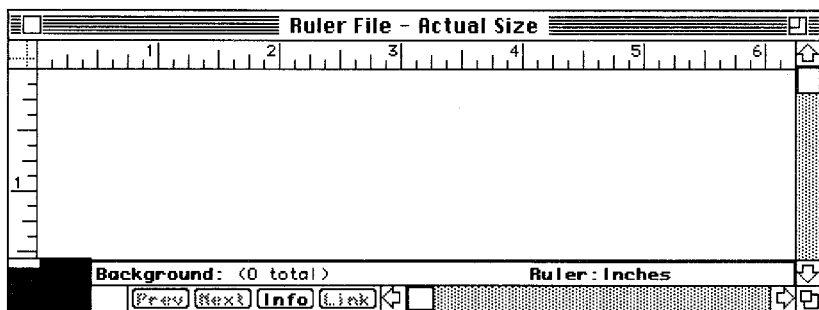 Ruler File - Actual Size
1 2 3 4 5 6
1
Background: (0 total) Ruler: Inches
Prev Next Info Link